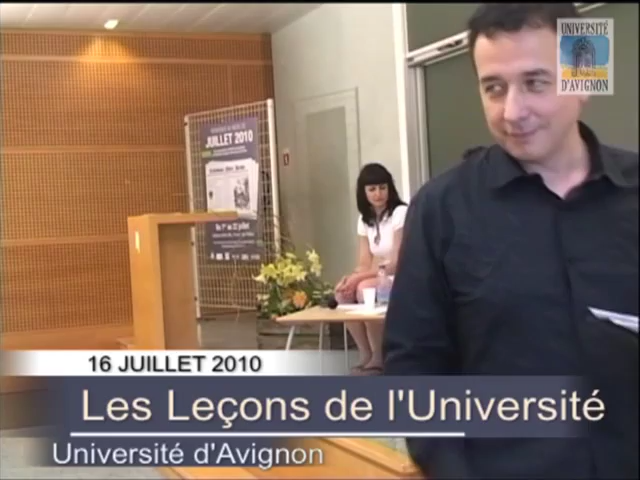 UNIVERSITÉ
D'AVIGNON
JUILLET 2010
16 JUILLET 2010
Les Leçons de l'Université
Université d'Avignon